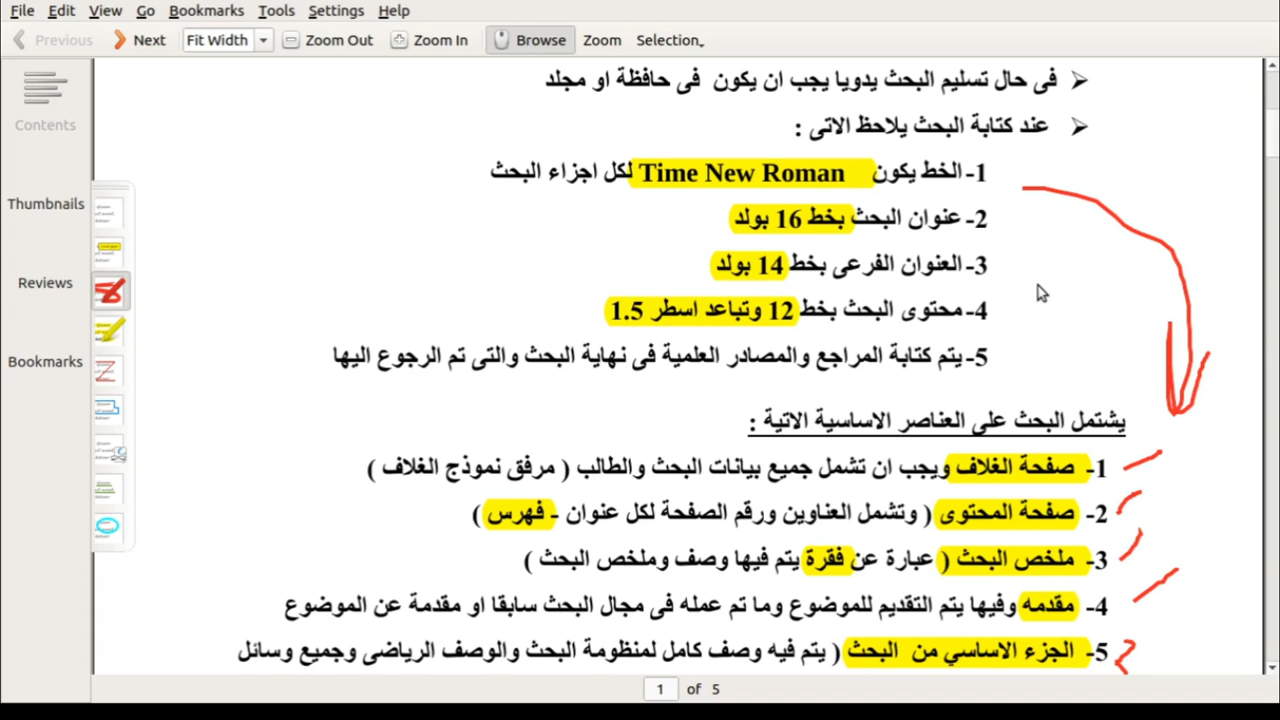 File Edit View Go Bookmarks Tools Settings Help
Previous Next Fit Width Zoom Out Zoom In Browse Zoom Selection
Contents
Thumbnails
Reviews
Bookmarks
فى حال تسليم البحث يدويا يجب ان يكون فى حافظة او مجلد
عند كتابة البحث يلاحظ الاتى :
1- الخط يكون Time New Roman لكل اجزاء البحث
2- عنوان البحث بخط 16 بولد
3- العنوان الفرعى بخط 14 بولد
4- محتوى البحث بخط 12 وتباعد اسطر 1.5
5- يتم كتابة المراجع والمصادر العلمية فى نهاية البحث والتى تم الرجوع اليها
يشتمل البحث على العناصر الاساسية الاتية :
1- صفحة الغلاف ويجب ان تشمل جميع بيانات البحث والطالب ( مرفق نموذج الغلاف )
2- صفحة المحتوى ( وتشمل العناوين ورقم الصفحة لكل عنوان - فهرس )
3- ملخص البحث ( عبارة عن فقرة يتم فيها وصف وملخص البحث )
4- مقدمه وفيها يتم التقديم للموضوع وما تم عمله فى مجال البحث سابقا او مقدمة عن الموضوع
5- الجزء الاساسي من البحث ( يتم فيه وصف كامل لمنظومة البحث والوصف الرياضى وجميع وسائل
1 of 5